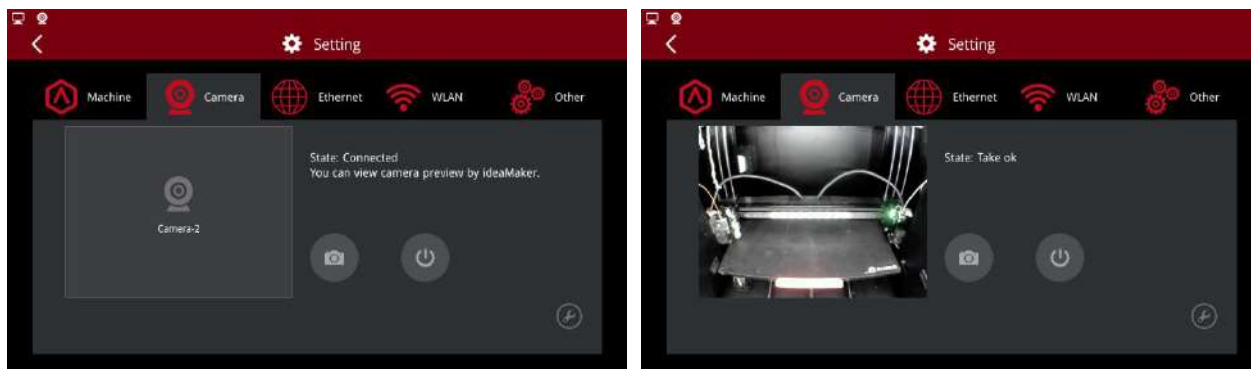 Setting
Machine
Camera
Ethernet
WLAN
Other
State: Connected
You can view camera preview by ideaMaker.
Camera-2
Setting
Machine
Camera
Ethernet
WLAN
Other
State: Take ok